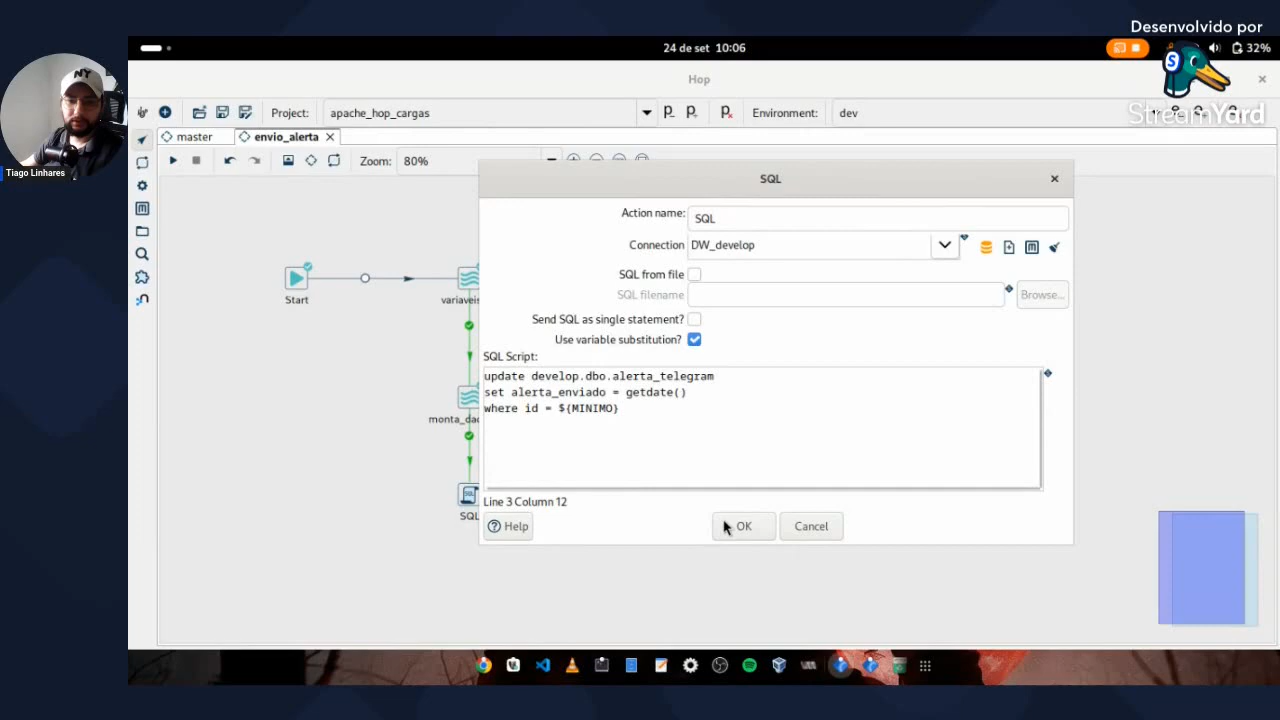 Desenvolvido por
StreamYard
24 de set 10:06
32%
Hop
Project:
apache_hop_cargas
Environment:
dev
master
envio_alerta
Zoom:
80%
SQL
Action name:
SQL
Connection
DW_develop
SQL from file
SQL filename
Browse...
Send SQL as single statement?
Use variable substitution?
SQL Script:
update develop.dbo.alerta_telegram
set alerta_enviado = getdate()
where id = ${MINIMO}
Line 3 Column 12
Help
OK
Cancel
Start
SQL
SQL
Tiago Linhares
NY